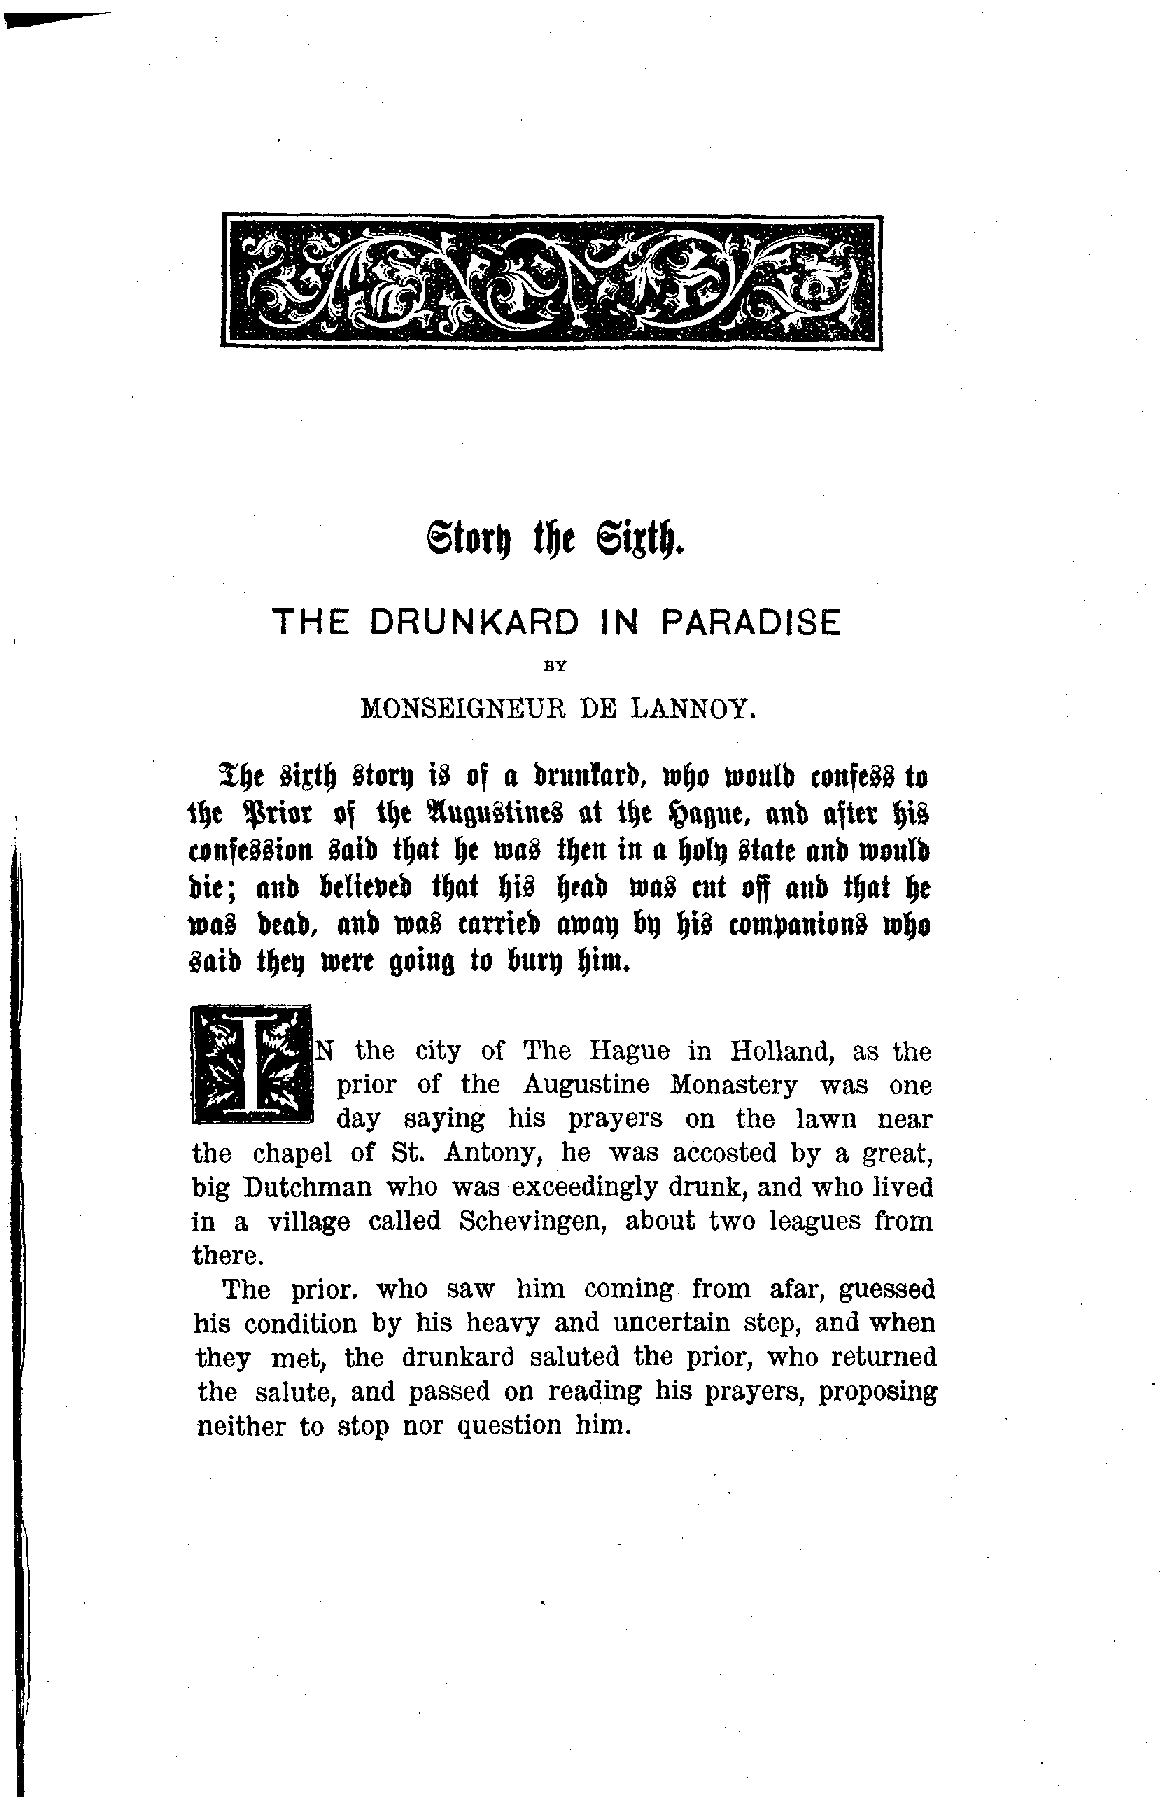 Story the Sixth.
THE DRUNKARD IN PARADISE
BY
MONSEIGNEUR DE LANNOY.
The sixth story is of a drunkard, who would confess to
the Prior of the Augustines at the Hague, and after his
confession said that he was then in a holy state and would
die; and believed that his head was cut off and that he
was dead, and was carried away by his companions who
said they were going to bury him.
IN the city of The Hague in Holland, as the
prior of the Augustine Monastery was one
day saying his prayers on the lawn near
the chapel of St. Antony, he was accosted by a great,
big Dutchman who was exceedingly drunk, and who lived
in a village called Schevingen, about two leagues from
there.
The prior. who saw him coming from afar, guessed
his condition by his heavy and uncertain step, and when
they met, the drunkard saluted the prior, who returned
the salute, and passed on reading his prayers, proposing
neither to stop nor question him.